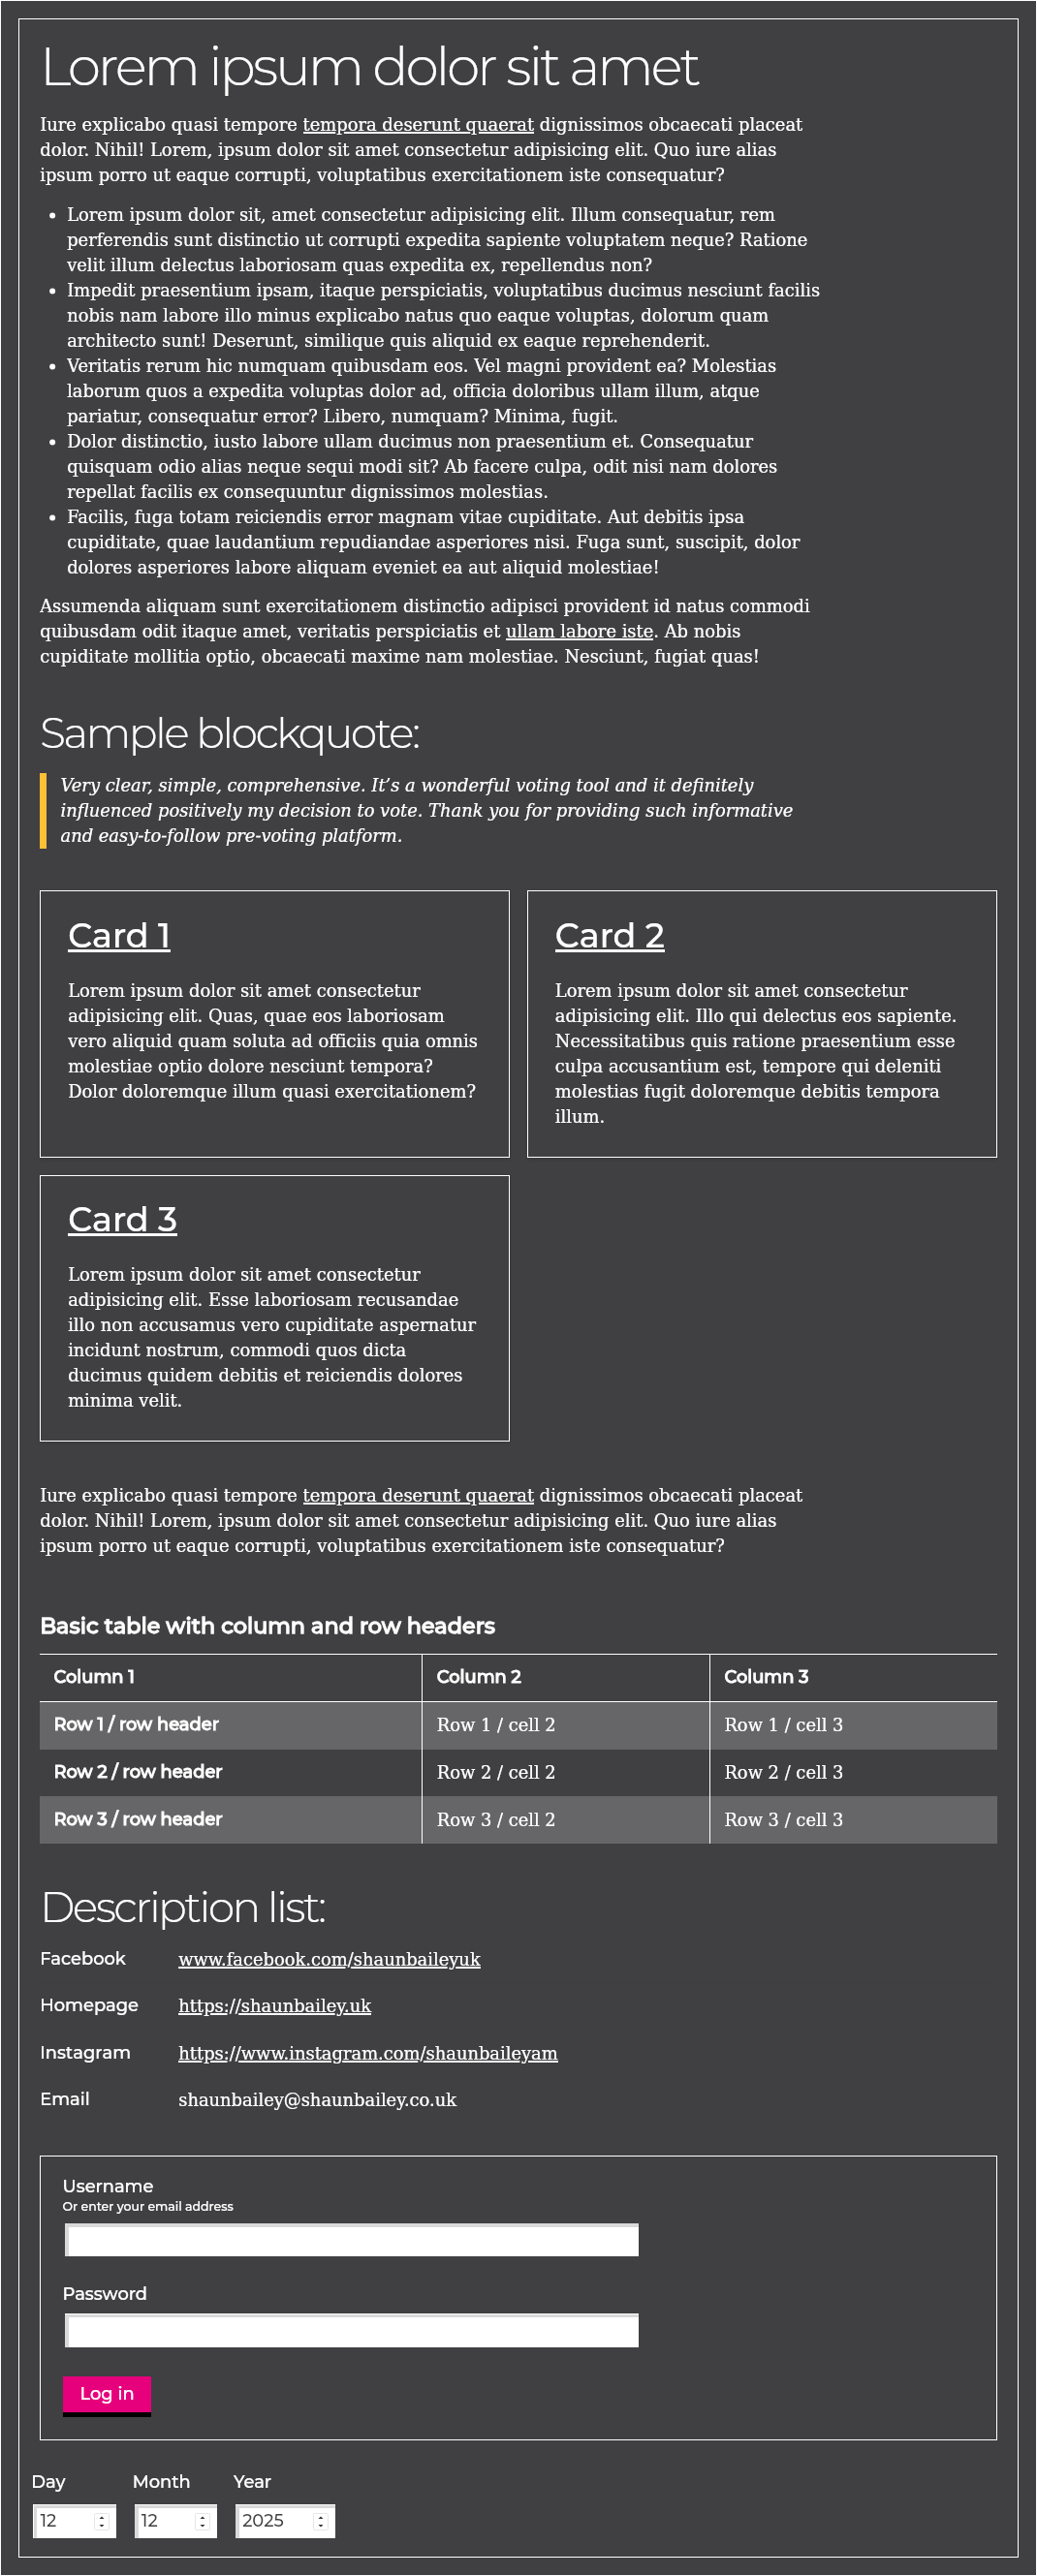 Lorem ipsum dolor sit amet
Iure explicabo quasi tempore tempora deserunt quaerat dignissimos obcaecati placeat
dolor. Nihil! Lorem, ipsum dolor sit amet consectetur adipisicing elit. Quo iure alias
ipsum porro ut eaque corrupti, voluptatibus exercitationem iste consequatur?
• Lorem ipsum dolor sit, amet consectetur adipisicing elit. Illum consequatur, rem
perferendis sunt distinctio ut corrupti expedita sapiente voluptatem neque? Ratione
velit illum delectus laboriosam quas expedita ex, repellendus non?
• Impedit praesentium ipsam, itaque perspiciatis, voluptatibus ducimus nesciunt facilis
nobis nam labore illo minus explicabo natus quo eaque voluptas, dolorum quam
architecto sunt! Deserunt, similique quis aliquid ex eaque reprehenderit.
• Veritatis rerum hic numquam quibusdam eos. Vel magni provident ea? Molestias
laborum quos a expedita voluptas dolor ad, officia doloribus ullam illum, atque
pariatur, consequatur error? Libero, numquam? Minima, fugit.
• Dolor distinctio, iusto labore ullam ducimus non praesentium et. Consequatur
quisquam odio alias neque sequi modi sit? Ab facere culpa, odit nisi nam dolores
repellat facilis ex consequuntur dignissimos molestias.
• Facilis, fuga totam reiciendis error magnam vitae cupiditate. Aut debitis ipsa
cupiditate, quae laudantium repudiandae asperiores nisi. Fuga sunt, suscipit, dolor
dolores asperiores labore aliquam eveniet ea aut aliquid molestiae!
Assumenda aliquam sunt exercitationem distinctio adipisci provident id natus commodi
quibusdam odit itaque amet, veritatis perspiciatis et ullam labore iste. Ab nobis
cupiditate mollitia optio, obcaecati maxime nam molestiae. Nesciunt, fugiat quas!
Sample blockquote:
Very clear, simple, comprehensive. It’s a wonderful voting tool and it definitely
influenced positively my decision to vote. Thank you for providing such informative
and easy-to-follow pre-voting platform.
Card 1
Lorem ipsum dolor sit amet consectetur
adipisicing elit. Quas, quae eos laboriosam
vero aliquid quam soluta ad officiis quia omnis
molestiae optio dolore nesciunt tempora?
Dolor doloremque illum quasi exercitationem?
Card 2
Lorem ipsum dolor sit amet consectetur
adipisicing elit. Illo qui delectus eos sapiente.
Necessitatibus quis ratione praesentium esse
culpa accusantium est, tempore qui deleniti
molestias fugit doloremque debitis tempora
illum.
Card 3
Lorem ipsum dolor sit amet consectetur
adipisicing elit. Esse laboriosam recusandae
illo non accusamus vero cupiditate aspernatur
incidunt nostrum, commodi quos dicta
ducimus quidem debitis et reiciendis dolores
minima velit.
Iure explicabo quasi tempore tempora deserunt quaerat dignissimos obcaecati placeat
dolor. Nihil! Lorem, ipsum dolor sit amet consectetur adipisicing elit. Quo iure alias
ipsum porro ut eaque corrupti, voluptatibus exercitationem iste consequatur?
Basic table with column and row headers
Column 1 Column 2 Column 3
Row 1 / row header Row 1 / cell 2 Row 1 / cell 3
Row 2 / row header Row 2 / cell 2 Row 2 / cell 3
Row 3 / row header Row 3 / cell 2 Row 3 / cell 3
Description list:
Facebook www.facebook.com/shaunbaileyuk
Homepage https://shaunbailey.uk
Instagram https://www.instagram.com/shaunbaileyam
Email shaunbailey@shaunbailey.co.uk
Username
Or enter your email address
Password
Log in
Day Month Year
12 12 2025